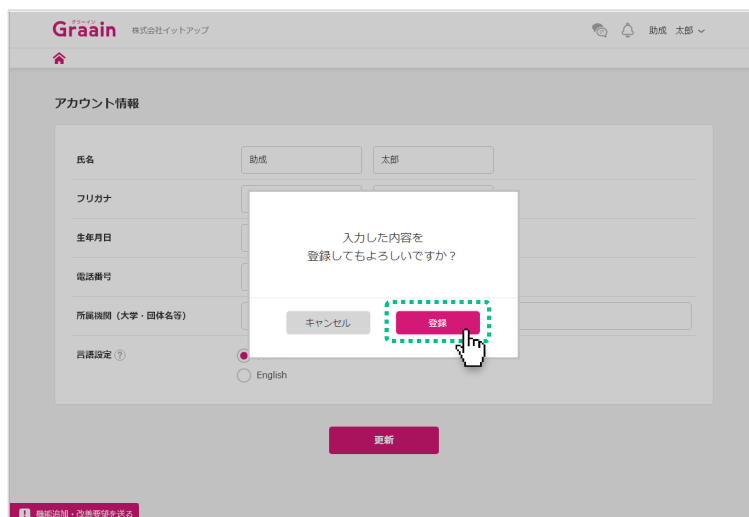 グラーイン
Graain 株式会社イットアップ
助成 太郎
アカウント情報
氏名 助成 太郎
フリガナ
生年月日
電話番号
所属機関（大学・団体名等）
言語設定 ?
English
入力した内容を
登録してもよろしいですか？
キャンセル 登録
更新
! 機能追加・改善要望を送る